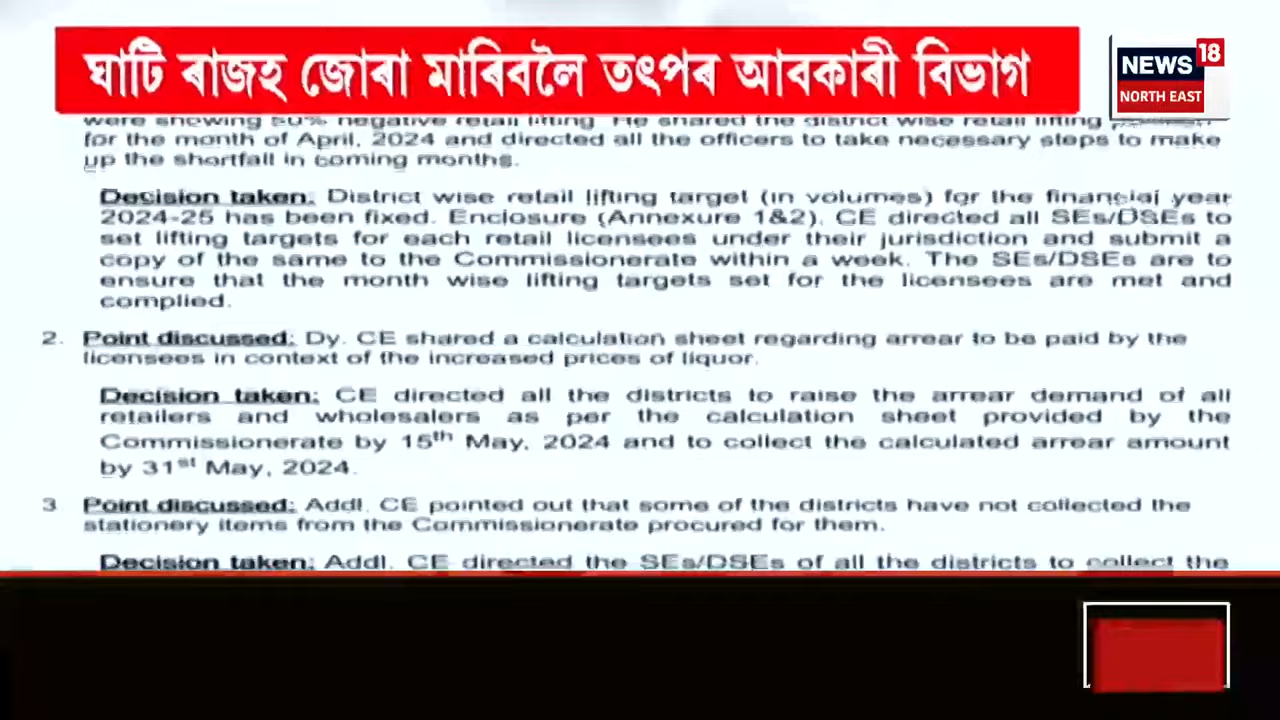 ঘাটি ৰাজহ জোৰা মাৰিবলৈ তৎপৰ আবকাৰী বিভাগ
NEWS 18
NORTH EAST
were showing 50% negative retail lifting. He shared the district wise retail lifting
for the month of April, 2024 and directed all the officers to take necessary steps to make
up the shortfall in coming months.
Decision taken: District wise retail lifting target (in volumes) for the financial year
2024-25 has been fixed. Enclosure (Annexure 1&2). CE directed all SEs/DSEs to
set lifting targets for each retail licensees under their jurisdiction and submit a
copy of the same to the Commissionerate within a week. The SEs/DSEs are to
ensure that the month wise lifting targets set for the licensees are met and
complied.
2. Point discussed: Dy. CE shared a calculation sheet regarding arrear to be paid by the
licensees in context of the increased prices of liquor.
Decision taken: CE directed all the districts to raise the arrear demand of all
retailers and wholesalers as per the calculation sheet provided by the
Commissionerate by 15th May, 2024 and to collect the calculated arrear amount
by 31st May, 2024.
3 Point discussed: Addl. CE pointed out that some of the districts have not collected the
stationery items from the Commissionerate procured for them.
Decision taken: Addl. CE directed the SEs/DSEs of all the districts to collect the